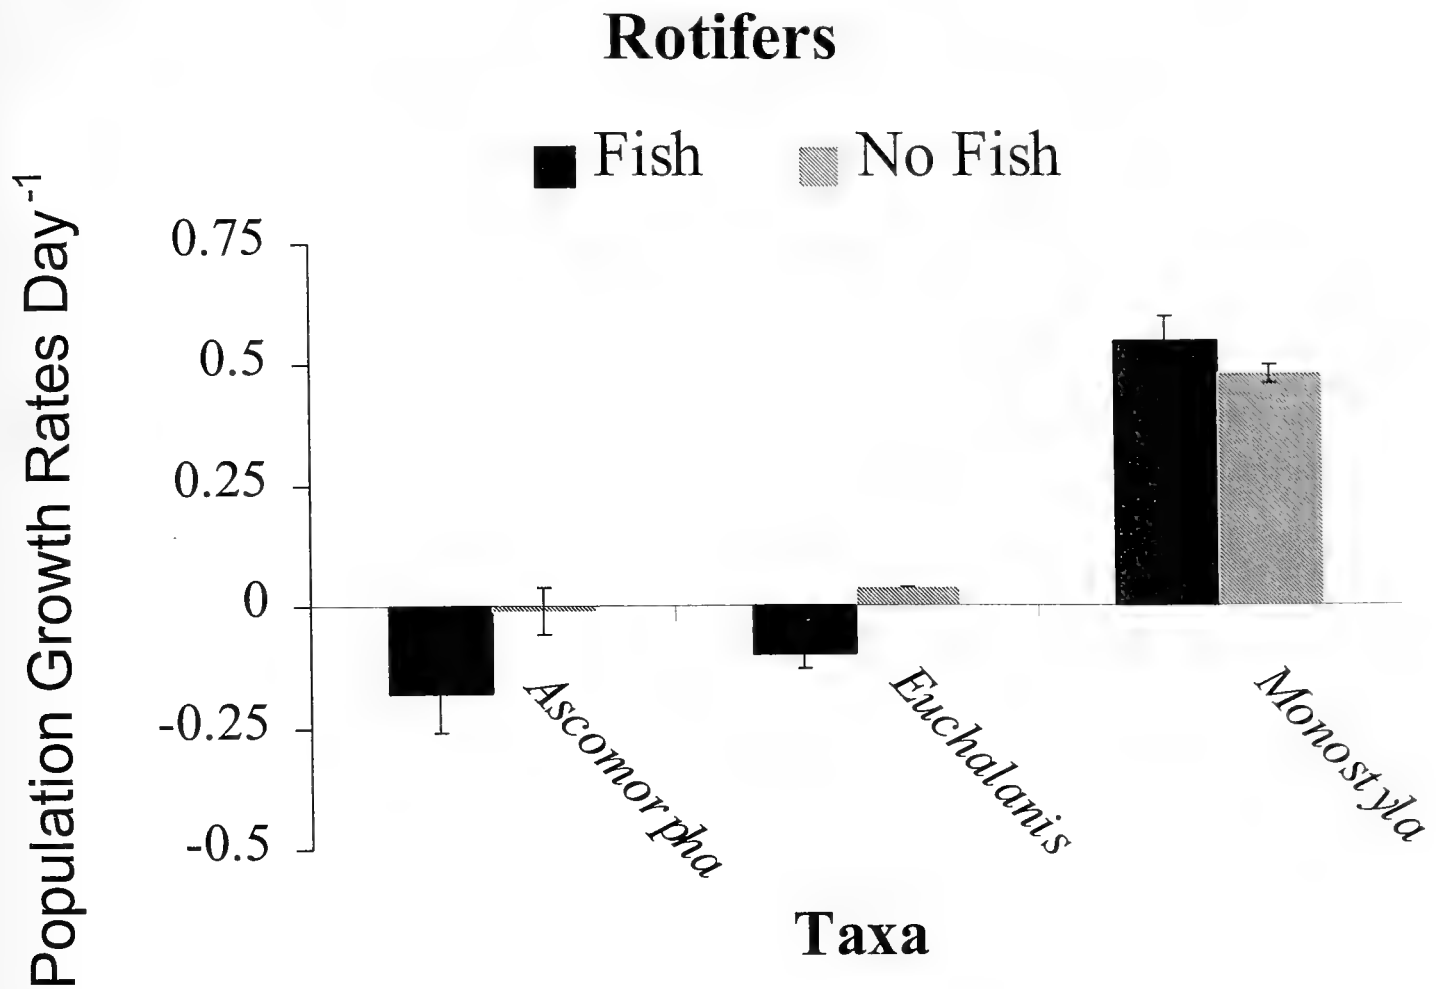 Rotifers
Fish
No Fish
Population Growth Rates Day-1
0.75
0.5
0.25
0
-0.25
-0.5
Ascomorpha
Euchalanis
Monostyla
Taxa